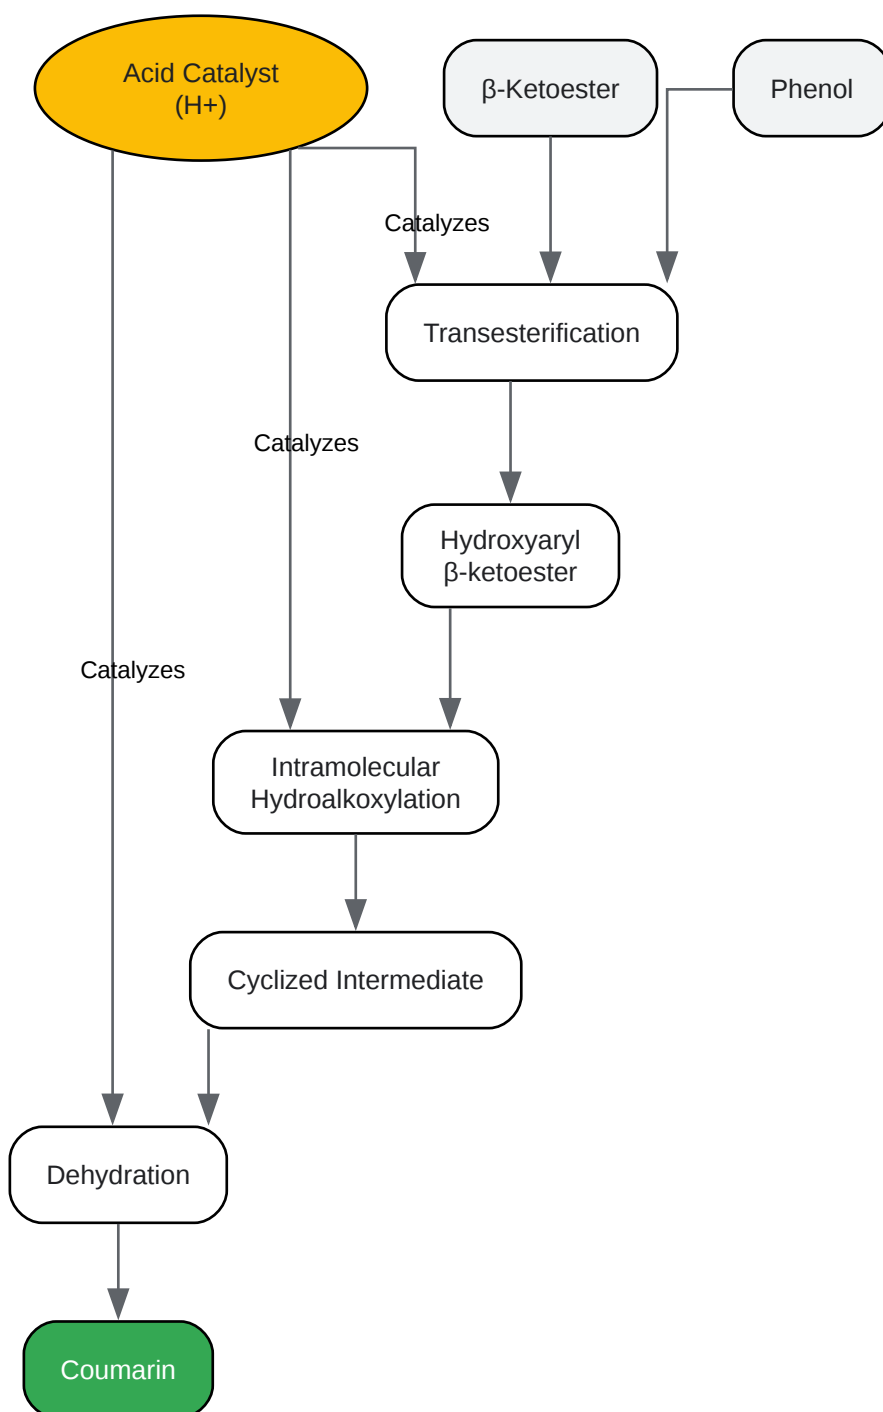 Acid Catalyst
(H+)
β-Ketoester
Phenol
Catalyzes
Transesterification
Catalyzes
Hydroxyaryl
β-ketoester
Catalyzes
Intramolecular
Hydroalkoxylation
Cyclized Intermediate
Dehydration
Coumarin